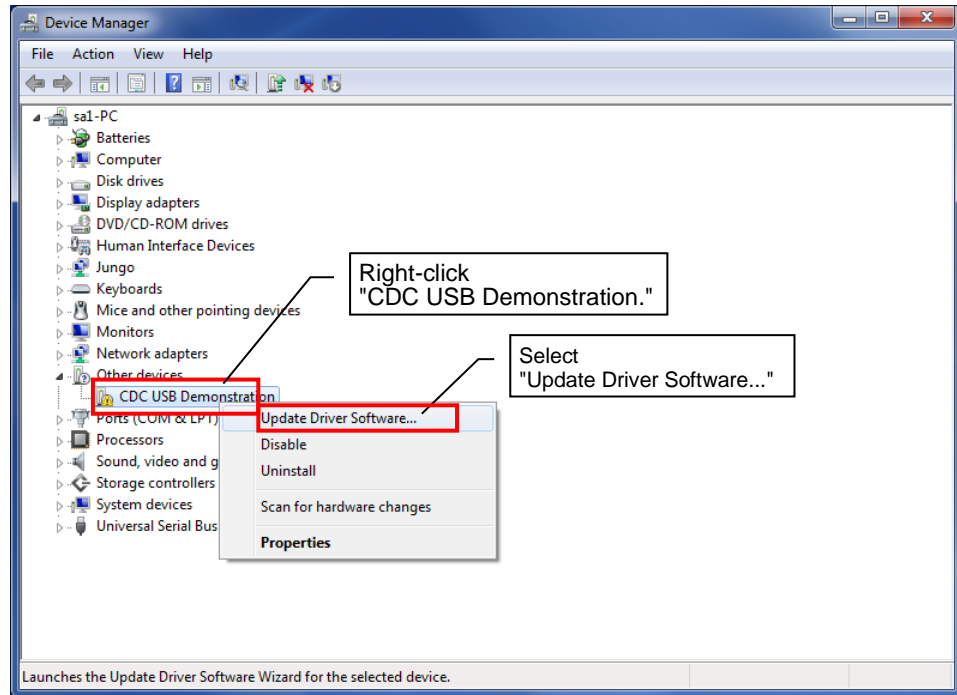 Device Manager
File Action View Help
sa1-PC
Batteries
Computer
Disk drives
Display adapters
DVD/CD-ROM drives
Human Interface Devices
Jungo
Right-click
"CDC USB Demonstration."
Keyboards
Mice and other pointing devices
Monitors
Network adapters
Select
"Update Driver Software..."
Other devices
CDC USB Demonstration
Ports (COM & LPT)
Update Driver Software...
Processors
Disable
Sound, video and g
Uninstall
Storage controllers
System devices
Scan for hardware changes
Universal Serial Bus
Properties
Launches the Update Driver Software Wizard for the selected device.